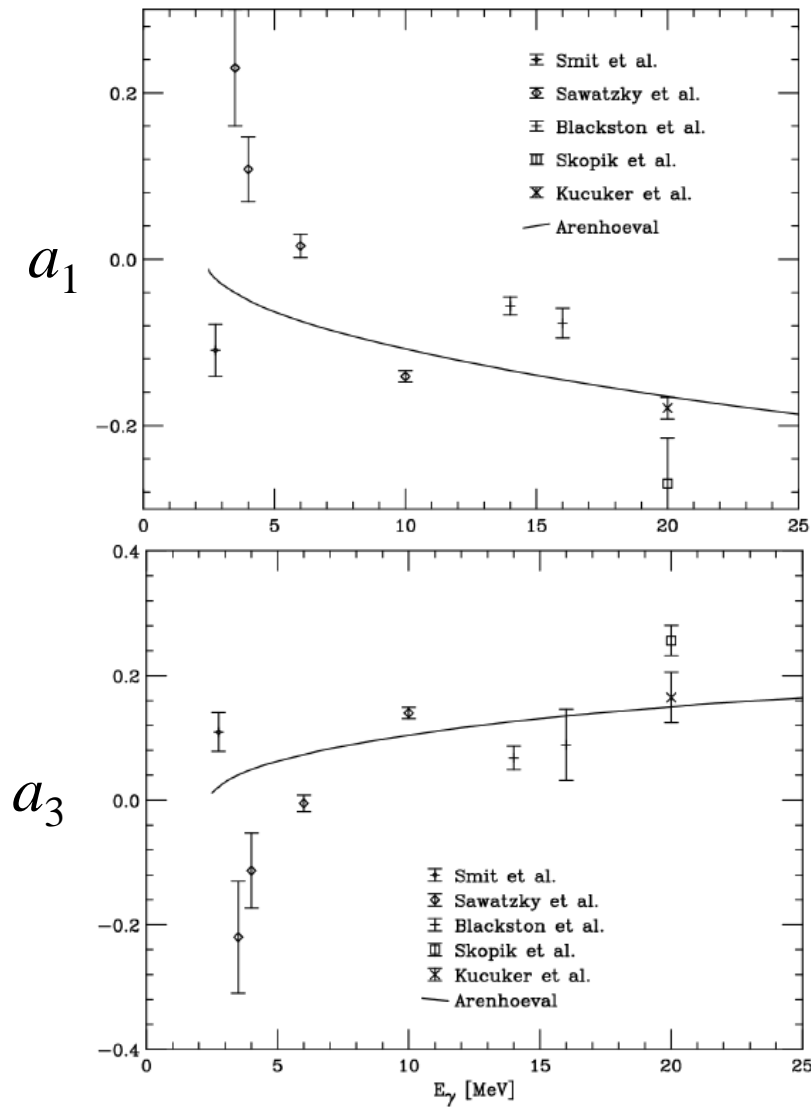 Smit et al.
Sawatzky et al.
Blackston et al.
Skopik et al.
Kucuker et al.
Arenhoeval
0.2
0.0
−0.2
a1
0 5 10 15 20 25
0.4
0.2
0.0
−0.2
−0.4
a3
Smit et al.
Sawatzky et al.
Blackston et al.
Skopik et al.
Kucuker et al.
Arenhoeval
0 5 10 15 20 25
Eγ [MeV]